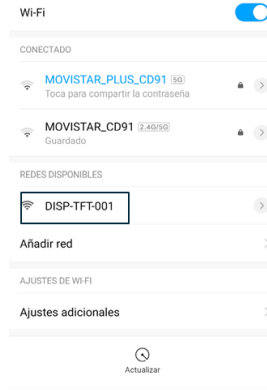 Wi-Fi
CONECTADO
MOVISTAR_PLUS_CD91 5G
Toca para compartir la contraseña
MOVISTAR_CD91 2.4G/5G
Guardado
REDES DISPONIBLES
DISP-TFT-001
Añadir red
AJUSTES DE WI-FI
Ajustes adicionales
Actualizar